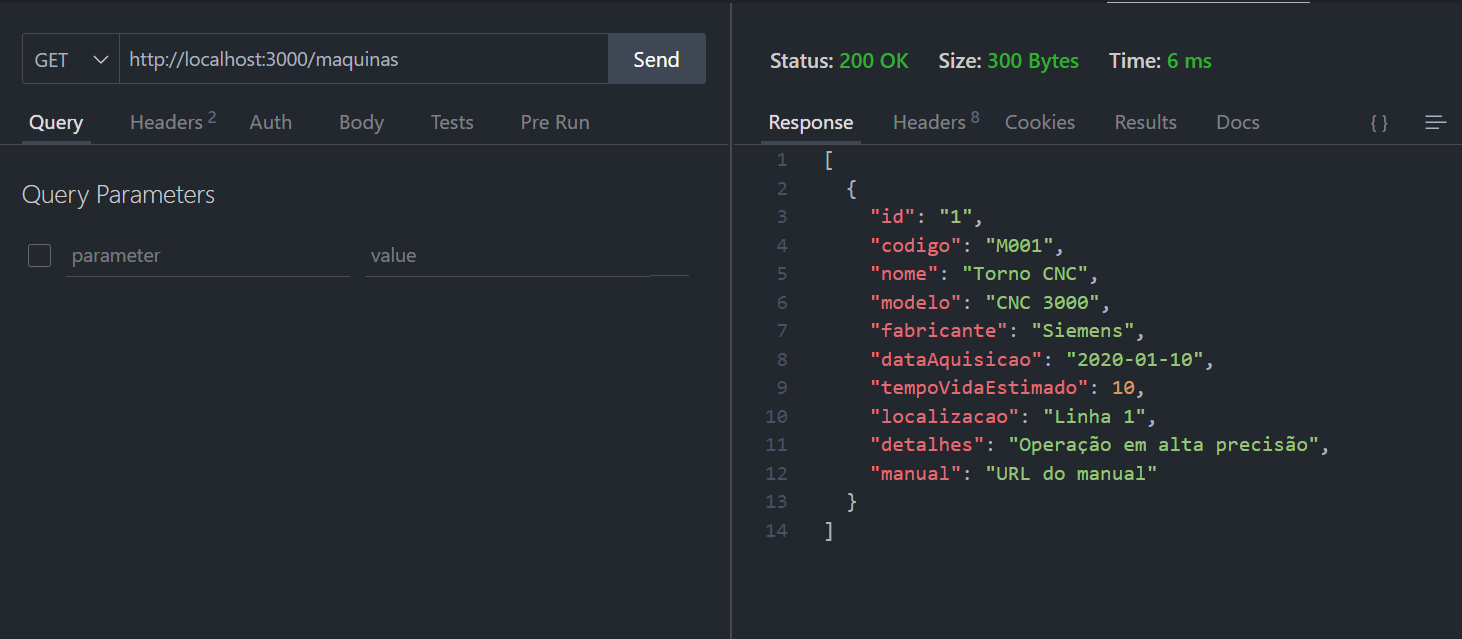 GET http://localhost:3000/maquinas Send
Query Headers 2 Auth Body Tests Pre Run
Query Parameters
parameter value
Status: 200 OK Size: 300 Bytes Time: 6 ms
Response Headers 8 Cookies Results Docs { }
1 [
2 {
3 "id": "1",
4 "codigo": "M001",
5 "nome": "Torno CNC",
6 "modelo": "CNC 3000",
7 "fabricante": "Siemens",
8 "dataAquisicao": "2020-01-10",
9 "tempoVidaEstimado": 10,
10 "localizacao": "Linha 1",
11 "detalhes": "Operação em alta precisão",
12 "manual": "URL do manual"
13 }
14 ]